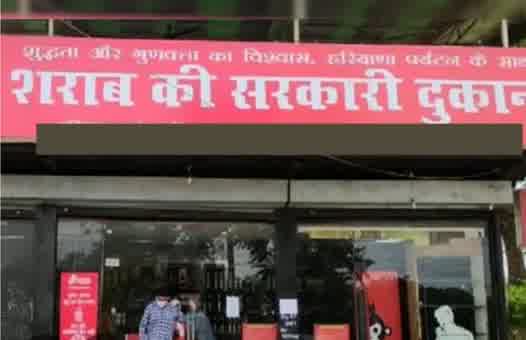 शुद्धता और गुणवत्ता का विश्वास, हरियाणा पर्यटन के साथ
शराब की सरकारी दुकान